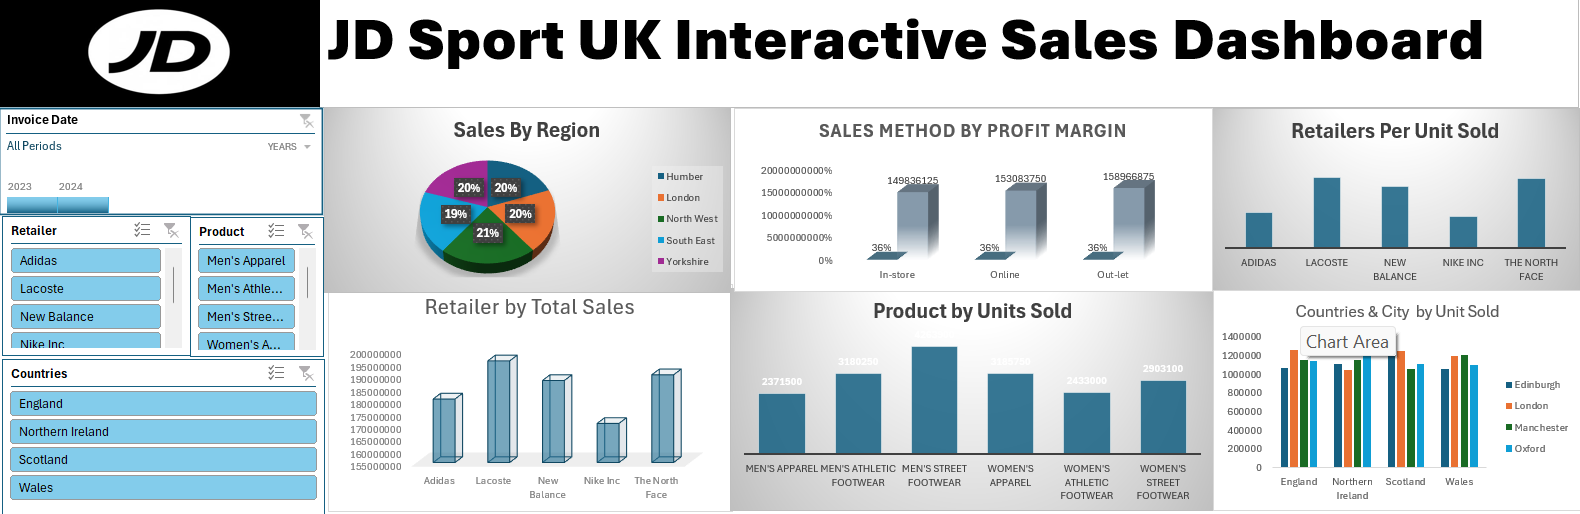 JD
JD Sport UK Interactive Sales Dashboard
Invoice Date
All Periods
YEARS
2023 2024
Retailer
Adidas
Lacoste
New Balance
Nike Inc
Product
Men's Apparel
Men's Athle...
Men's Stree...
Women's A...
Countries
England
Northern Ireland
Scotland
Wales
Sales By Region
20%
20%
20%
19%
21%
Humber
London
North West
South East
Yorkshire
SALES METHOD BY PROFIT MARGIN
20000000000%
15000000000%
10000000000%
5000000000%
0%
149836125
153083750
158966875
36%
36%
36%
In-store
Online
Out-let
Retailers Per Unit Sold
ADIDAS
LACOSTE
NEW
BALANCE
NIKE INC
THE NORTH
FACE
Retailer by Total Sales
200000000
195000000
190000000
185000000
180000000
175000000
170000000
165000000
160000000
155000000
Adidas
Lacoste
New
Balance
Nike Inc
The North
Face
Product by Units Sold
2371500
3180250
2433000
2903100
MEN'S APPAREL
MEN'S ATHLETIC
FOOTWEAR
MEN'S STREET
FOOTWEAR
WOMEN'S
APPAREL
WOMEN'S
ATHLETIC
FOOTWEAR
WOMEN'S
STREET
FOOTWEAR
Countries & City by Unit Sold
Chart Area
1400000
1200000
1000000
800000
600000
400000
200000
0
England
Northern
Ireland
Scotland
Wales
Edinburgh
London
Manchester
Oxford